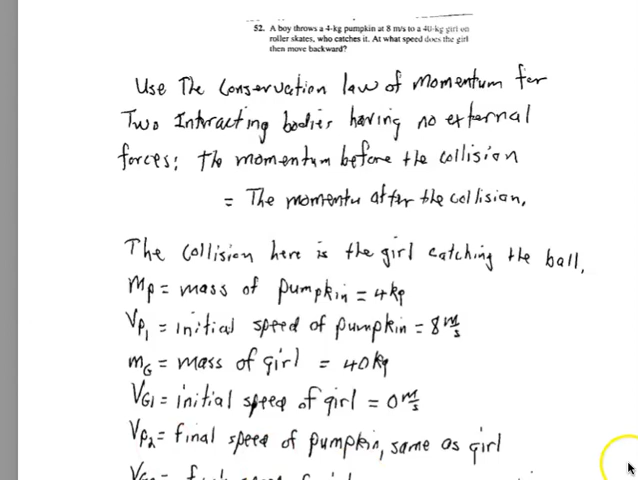 52. A boy throws a 4-kg pumpkin at 8 m/s to a 40-kg girl on
roller skates, who catches it. At what speed does the girl
then move backward?
Use The Conservation law of Momentum for
Two Interacting bodies having no external
forces: The momentum before the collision
= The momentu after the collision,
The collision here is the girl catching the ball,
Mp = mass of pumpkin = 4kg
Vp1 = initial speed of pumpkin = 8 m/s
mG = mass of girl = 40kg
VG1 = initial speed of girl = 0 m/s
Vp2 = final speed of pumpkin, same as girl